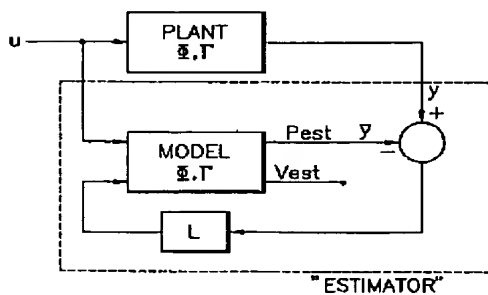 PLANT
Φ,Γ
u
y
+
Pest ȳ
−
MODEL
Φ,Γ
Vest
L
"ESTIMATOR"